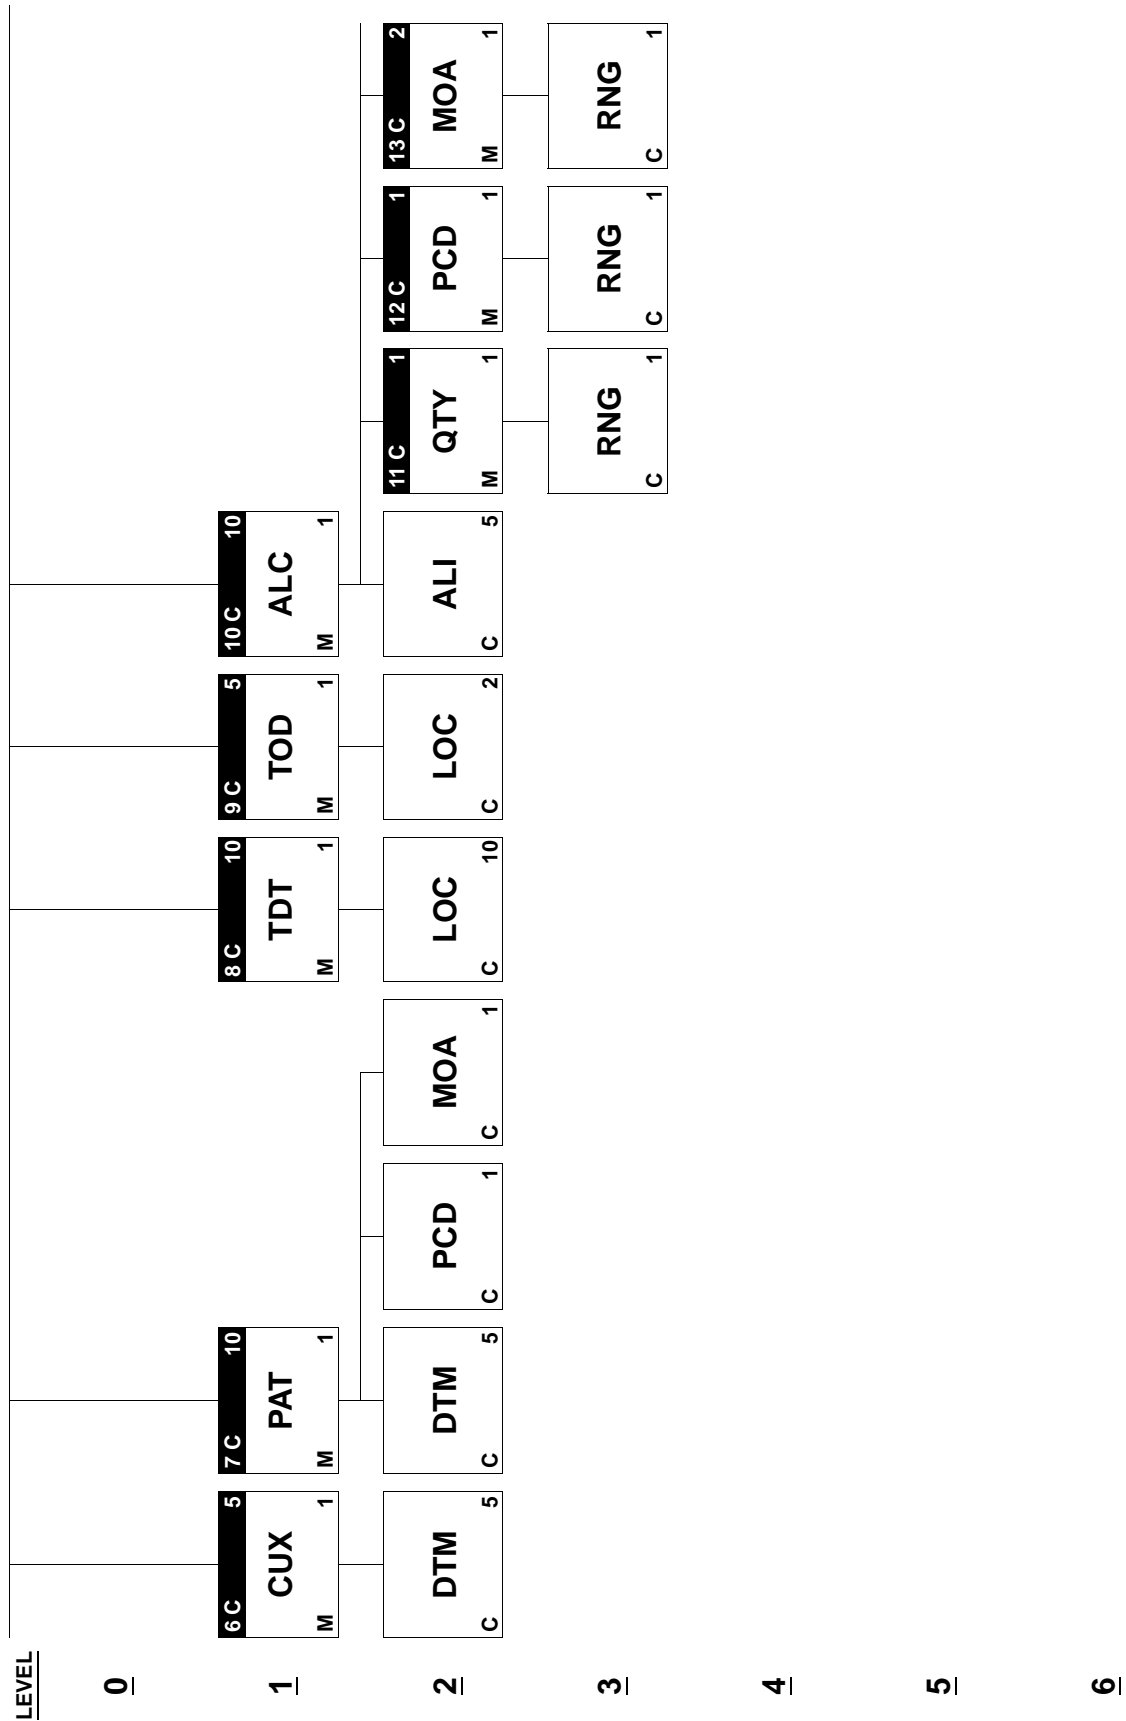 LEVEL
0
6 C 5 7 C 10 8 C 10 9 C 5 10 C 10
1 CUX PAT TDT TOD ALC
M 1 M 1 M 1 M 1 M 1
11 C 1 12 C 1 13 C 2
2 DTM DTM PCD MOA LOC LOC ALI QTY PCD MOA
C 5 C 5 C 1 C 1 C 10 C 2 C 5 M 1 M 1 M 1
3 RNG RNG RNG
C 1 C 1 C 1
4
5
6